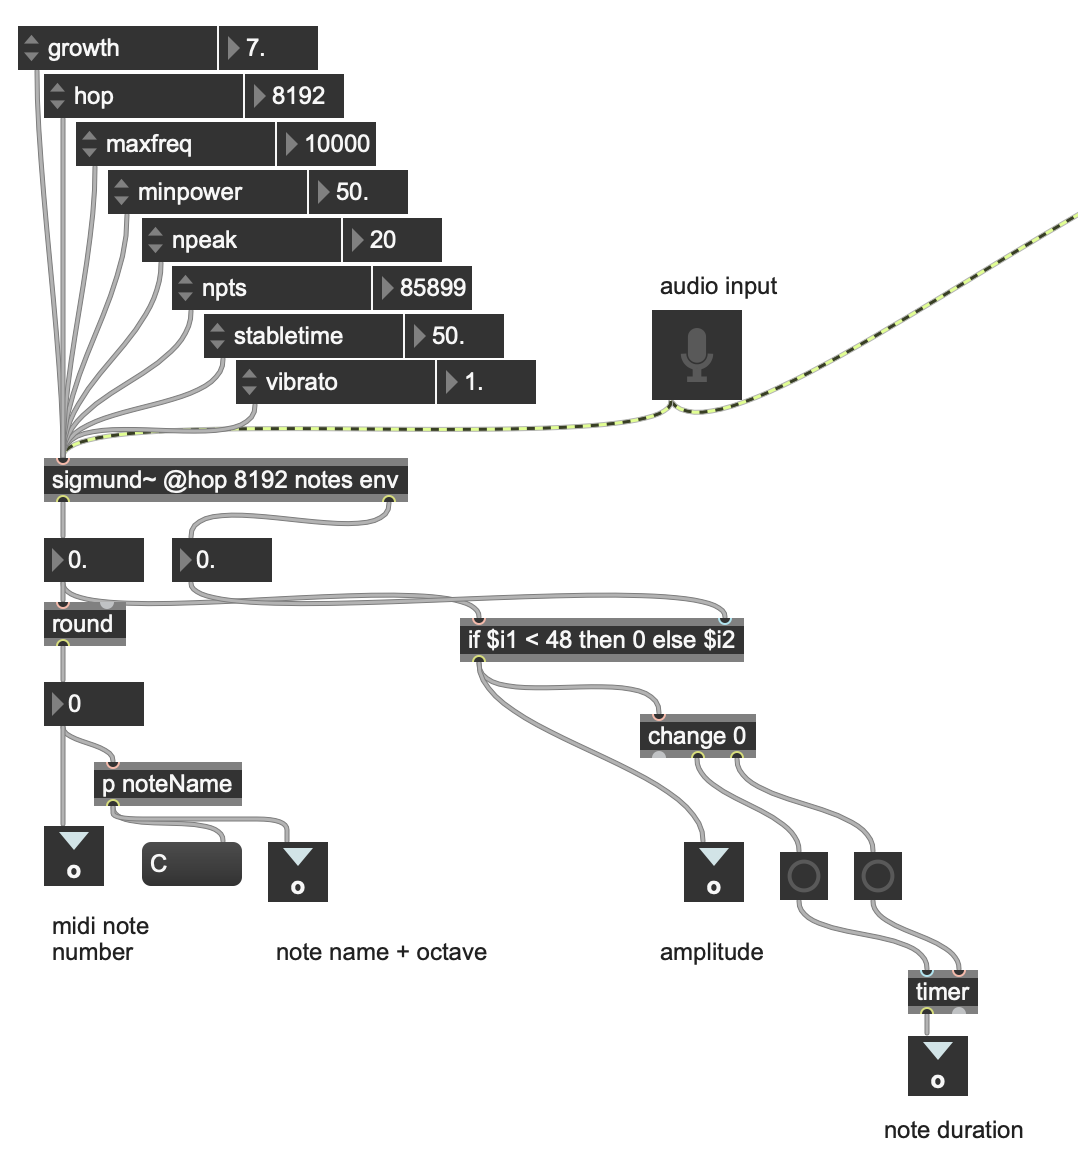 growth 7.
hop 8192
maxfreq 10000
minpower 50.
npeak 20
npts 85899
stabletime 50.
vibrato 1.
audio input
sigmund~ @hop 8192 notes env
0. 0.
round
if $i1 < 48 then 0 else $i2
0
change 0
p noteName
C
o
o
o
midi note
number
note name + octave
amplitude
timer
o
note duration